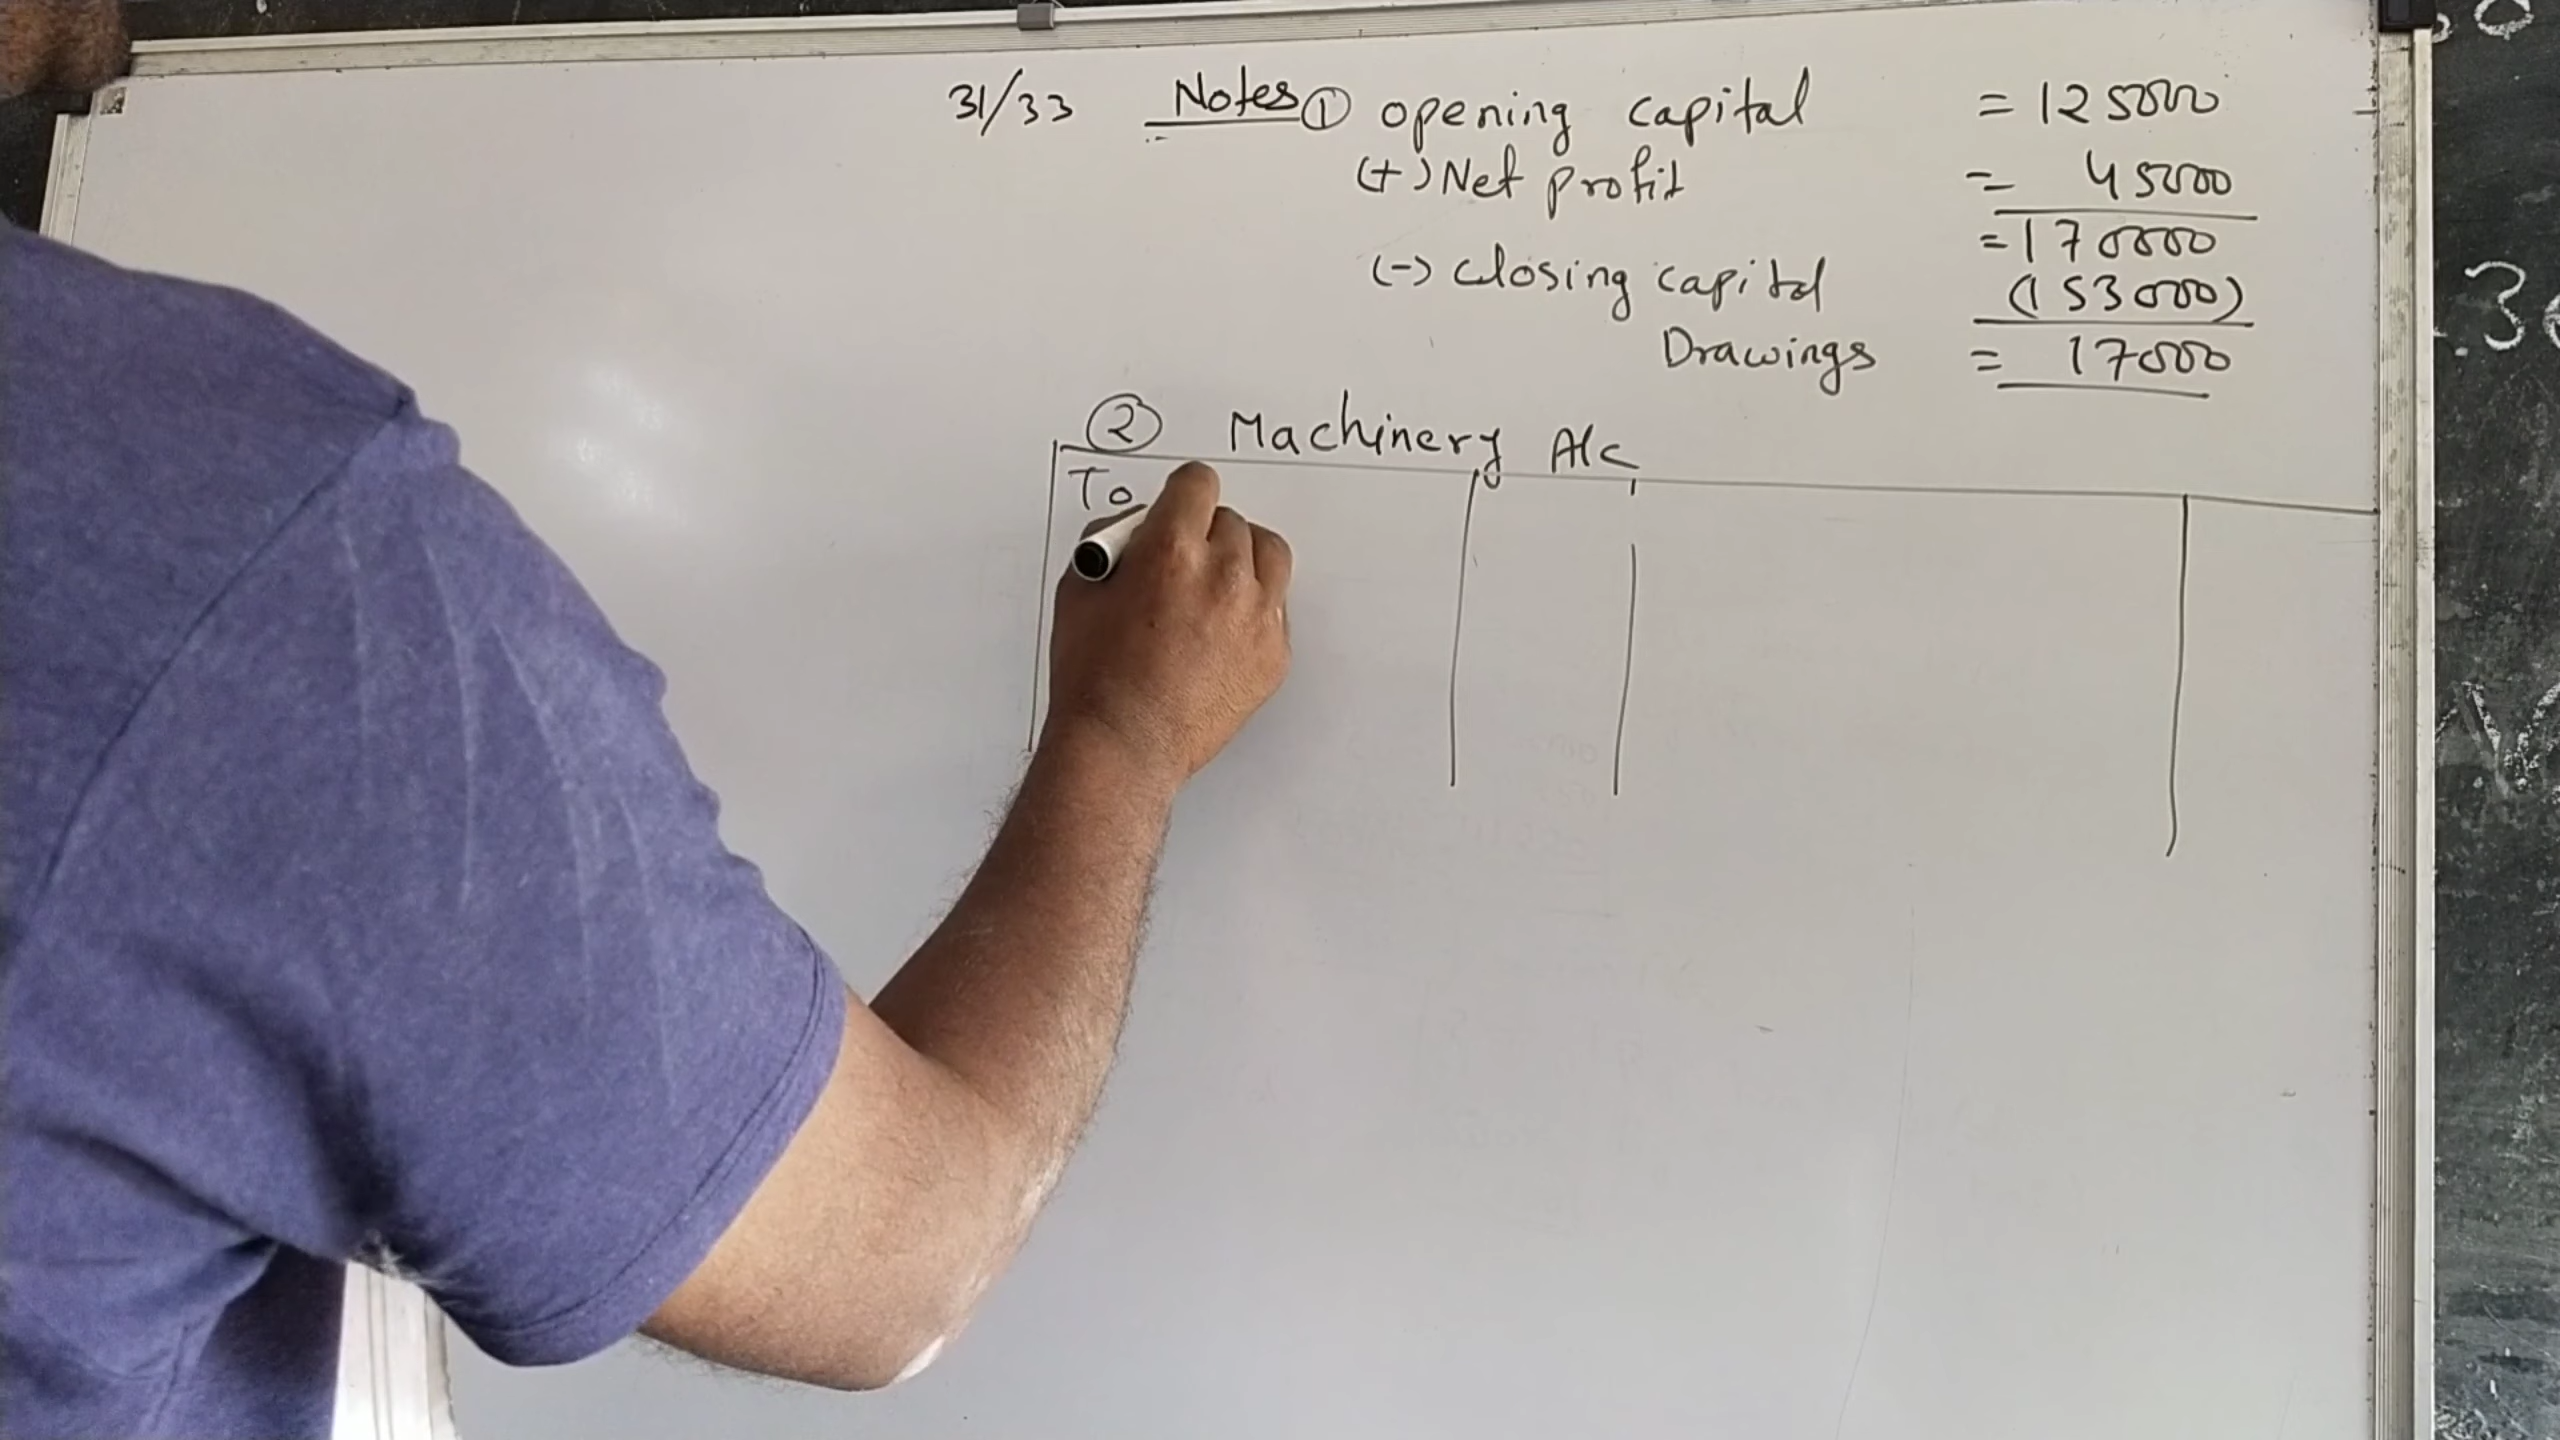 31/33 Notes ① opening capital = 125000
(+) Net profit = 45000
= 170000
(-) Closing capital (153000)
Drawings = 17000
② Machinery A/c
To